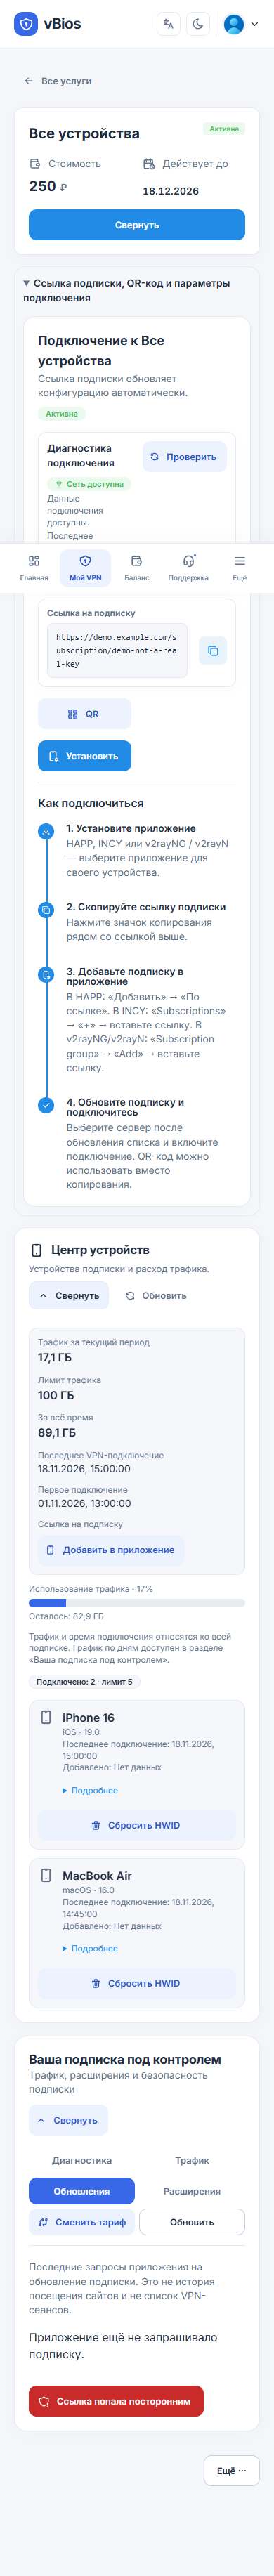 vBios
Все услуги
Все устройства
Активна
Стоимость
Действует до
250 ₽
18.12.2026
Свернуть
Ссылка подписки, QR-код и параметры
подключения
Подключение к Все
устройства
Ссылка подписки обновляет
конфигурацию автоматически.
Активна
Диагностика
подключения
Проверить
Сеть доступна
Данные
подключения
доступны.
Последнее
Главная
Мой VPN
Баланс
Поддержка
Ещё
Ссылка на подписку
https://demo.example.com/s
ubscription/demo-not-a-rea
l-key
QR
Установить
Как подключиться
1. Установите приложение
HAPP, INCY или v2rayNG / v2rayN
— выберите приложение для
своего устройства.
2. Скопируйте ссылку подписки
Нажмите значок копирования
рядом со ссылкой выше.
3. Добавьте подписку в
приложение
В HAPP: «Добавить» → «По
ссылке». В INCY: «Subscriptions»
→ «+» → вставьте ссылку. В
v2rayNG/v2rayN: «Subscription
group» → «Add» → вставьте
ссылку.
4. Обновите подписку и
подключитесь
Выберите сервер после
обновления списка и включите
подключение. QR-код можно
использовать вместо
копирования.
Центр устройств
Устройства подписки и расход трафика.
Свернуть
Обновить
Трафик за текущий период
17,1 ГБ
Лимит трафика
100 ГБ
За всё время
89,1 ГБ
Последнее VPN-подключение
18.11.2026, 15:00:00
Первое подключение
01.11.2026, 13:00:00
Ссылка на подписку
Добавить в приложение
Использование трафика · 17%
Осталось: 82,9 ГБ
Трафик и время подключения относятся ко всей
подписке. График по дням доступен в разделе
«Ваша подписка под контролем».
Подключено: 2 · лимит 5
iPhone 16
iOS · 19.0
Последнее подключение: 18.11.2026,
15:00:00
Добавлено: Нет данных
Подробнее
Сбросить HWID
MacBook Air
macOS · 16.0
Последнее подключение: 18.11.2026,
14:45:00
Добавлено: Нет данных
Подробнее
Сбросить HWID
Ваша подписка под контролем
Трафик, расширения и безопасность
подписки
Свернуть
Диагностика
Трафик
Обновления
Расширения
Сменить тариф
Обновить
Последние запросы приложения на
обновление подписки. Это не история
посещения сайтов и не список VPN-
сеансов.
Приложение ещё не запрашивало
подписку.
Ссылка попала посторонним
Ещё ···